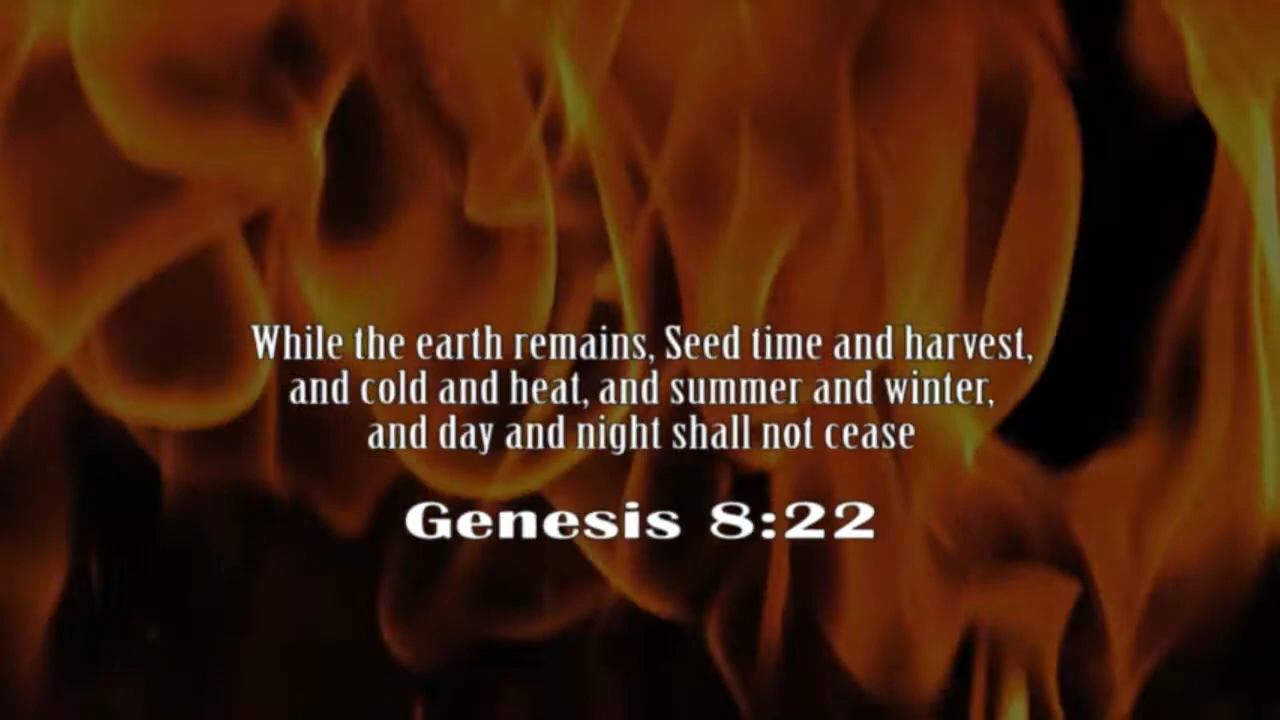 While the earth remains, Seed time and harvest,
and cold and heat, and summer and winter,
and day and night shall not cease
Genesis 8:22